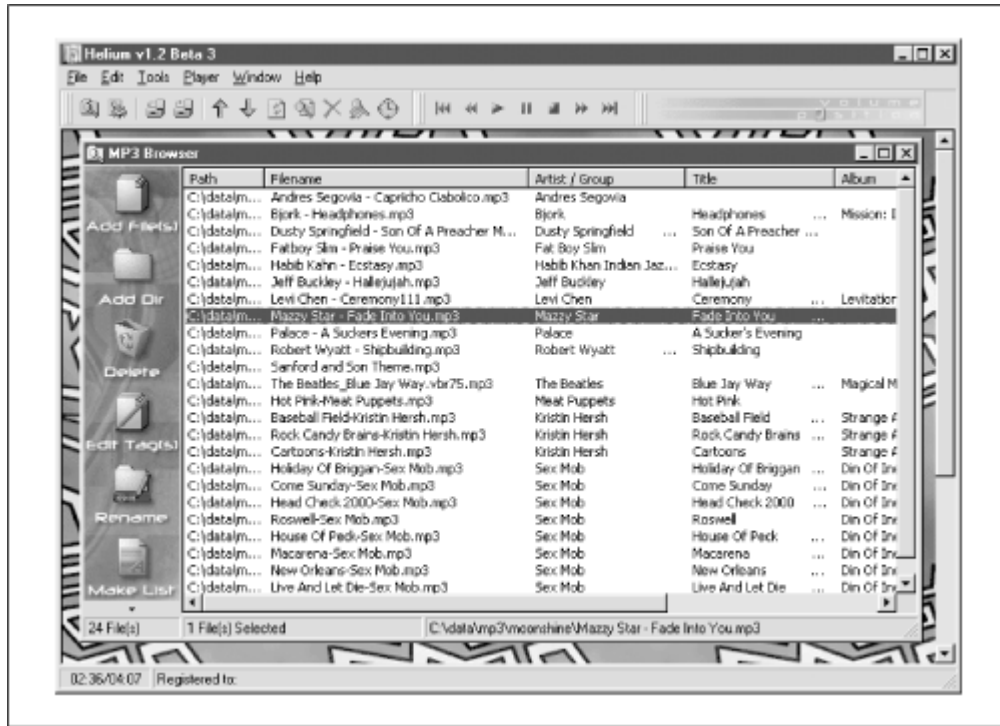 Helium v1.2 Beta 3
File Edit Tools Player Window Help
volume
position
MP3 Browser
Path Filename Artist / Group Title Album
C:\data\m... Andres Segovia - Capricho Ciabolico.mp3 Andres Segovia
C:\data\m... Bjork - Headphones.mp3 Bjork Headphones ... Mission: I
C:\data\m... Dusty Springfield - Son Of A Preacher M... Dusty Springfield ... Son Of A Preacher ...
C:\data\m... Fatboy Slim - Praise You.mp3 Fat Boy Slim Praise You
C:\data\m... Habib Kahn - Ecstasy.mp3 Habib Khan Indian Jaz... Ecstasy
C:\data\m... Jeff Buckley - Hallejujah.mp3 Jeff Buckley Hallejujah
C:\data\m... Levi Chen - Ceremony111.mp3 Levi Chen Ceremony ... Levitation
C:\data\m... Mazzy Star - Fade Into You.mp3 Mazzy Star Fade Into You ...
C:\data\m... Palace - A Suckers Evening.mp3 Palace A Sucker's Evening
C:\data\m... Robert Wyatt - Shipbuilding.mp3 Robert Wyatt ... Shipbuilding
C:\data\m... Sanford and Son Theme.mp3
C:\data\m... The Beatles_Blue Jay Way.vbr75.mp3 The Beatles Blue Jay Way ... Magical M
C:\data\m... Hot Pink-Meat Puppets.mp3 Meat Puppets Hot Pink
C:\data\m... Baseball Field-Kristin Hersh.mp3 Kristin Hersh Baseball Field ... Strange A
C:\data\m... Rock Candy Brains-Kristin Hersh.mp3 Kristin Hersh Rock Candy Brains ... Strange A
C:\data\m... Cartoons-Kristin Hersh.mp3 Kristin Hersh Cartoons Strange A
C:\data\m... Holiday Of Briggan-Sex Mob.mp3 Sex Mob Holiday Of Briggan ... Din Of Ine
C:\data\m... Come Sunday-Sex Mob.mp3 Sex Mob Come Sunday ... Din Of Ine
C:\data\m... Head Check 2000-Sex Mob.mp3 Sex Mob Head Check 2000 ... Din Of Ine
C:\data\m... Roswell-Sex Mob.mp3 Sex Mob Roswell Din Of Ine
C:\data\m... House Of Peck-Sex Mob.mp3 Sex Mob House Of Peck ... Din Of Ine
C:\data\m... Macarena-Sex Mob.mp3 Sex Mob Macarena ... Din Of Ine
C:\data\m... New Orleans-Sex Mob.mp3 Sex Mob New Orleans ... Din Of Ine
C:\data\m... Live And Let Die-Sex Mob.mp3 Sex Mob Live And Let Die ... Din Of Ine
Add File(s)
Add Dir
Delete
Edit Tag(s)
Rename
Make List
24 File(s) 1 File(s) Selected C:\data\mp3\moonshine\Mazzy Star - Fade Into You.mp3
02:36/04:07 Registered to: